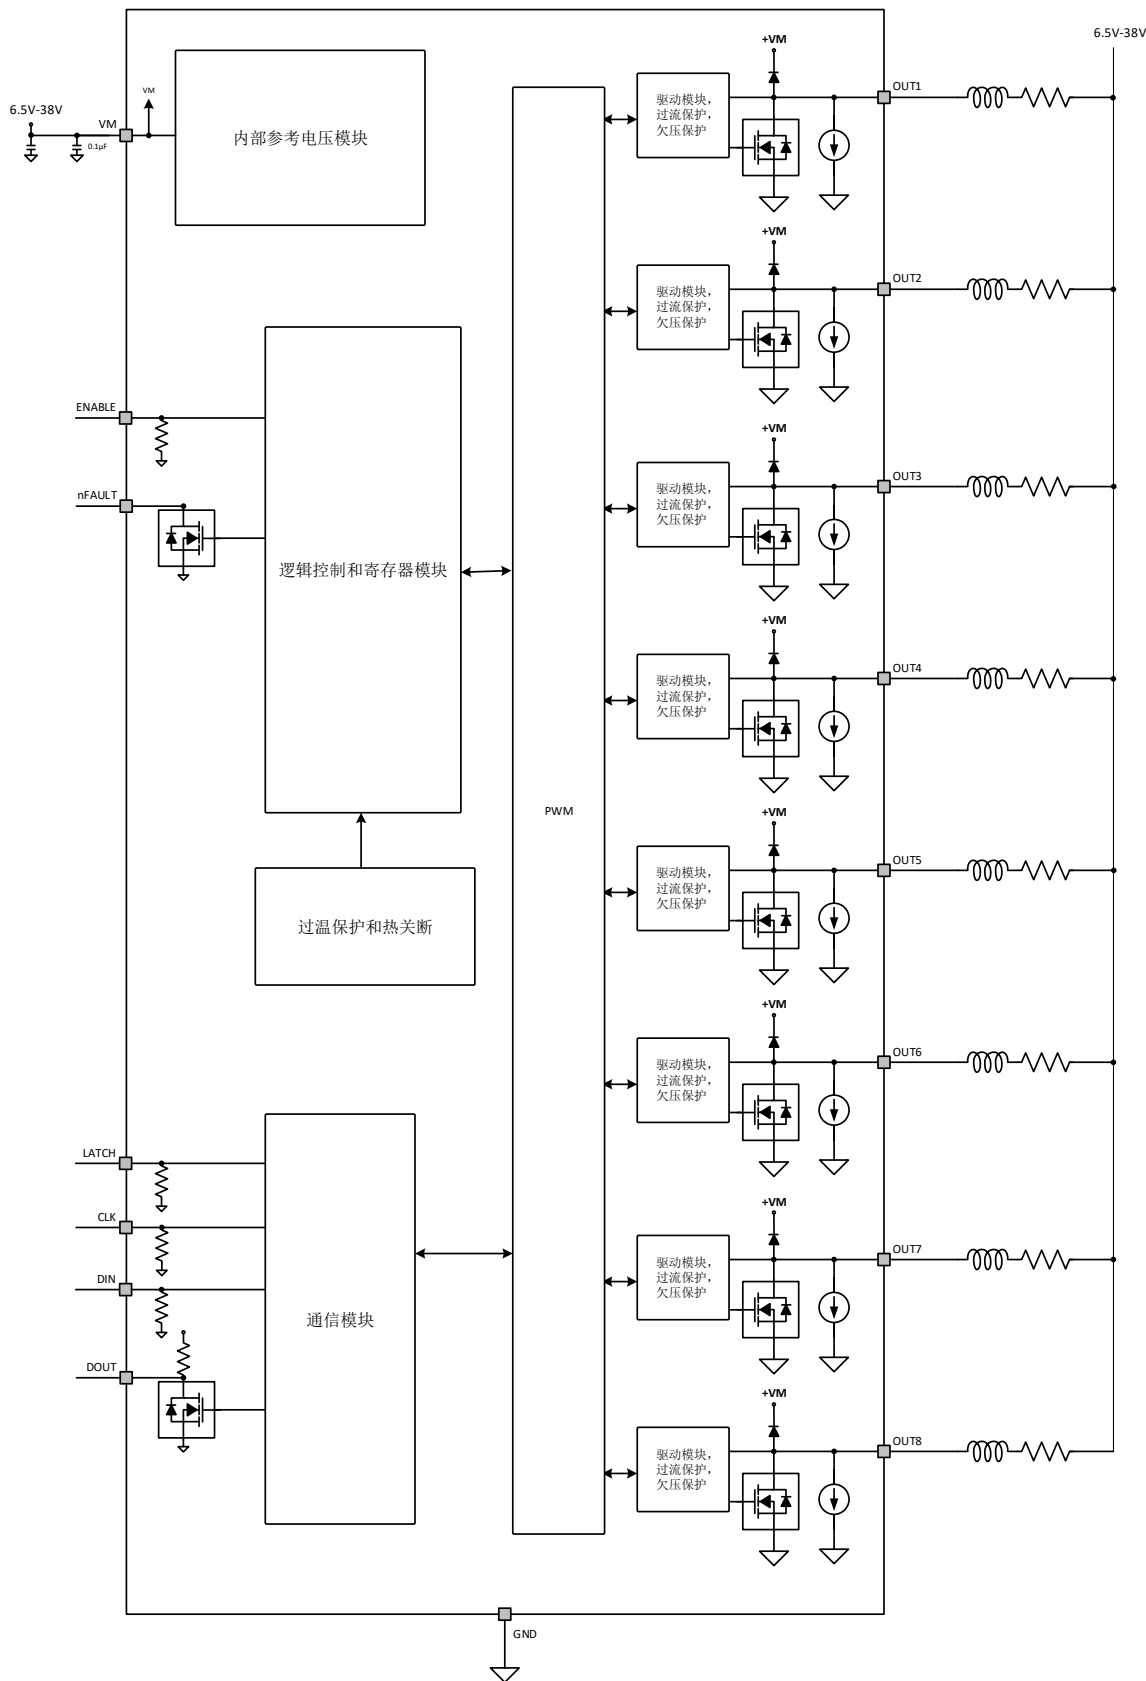 6.5V-38V
VM
0.1μF
VM
内部参考电压模块
ENABLE
nFAULT
逻辑控制和寄存器模块
过温保护和热关断
LATCH
CLK
DIN
DOUT
通信模块
PWM
+VM
驱动模块,
过流保护,
欠压保护
OUT1
6.5V-38V
+VM
驱动模块,
过流保护,
欠压保护
OUT2
+VM
驱动模块,
过流保护,
欠压保护
OUT3
+VM
驱动模块,
过流保护,
欠压保护
OUT4
+VM
驱动模块,
过流保护,
欠压保护
OUT5
+VM
驱动模块,
过流保护,
欠压保护
OUT6
+VM
驱动模块,
过流保护,
欠压保护
OUT7
+VM
驱动模块,
过流保护,
欠压保护
OUT8
GND